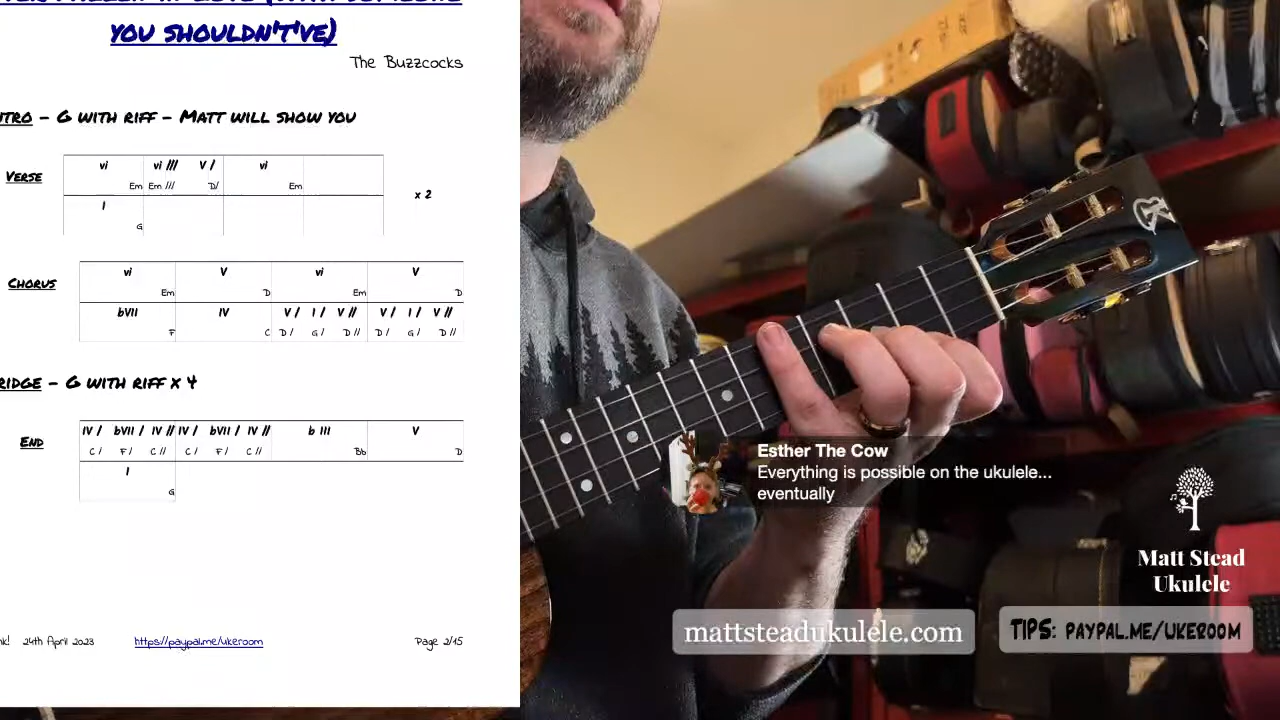 YOU SHOULDN'T'VE)
The Buzzcocks
– G WITH RIFF – MATT WILL SHOW YOU
VERSE
vi vi /// V / vi
Em Em /// D/ Em
x 2
I
G
CHORUS
vi V vi V
Em D Em D
bVII IV V / I / V // V / I / V //
F C D / G / D // D / G / D //
– G WITH RIFF x 4
END
IV / bVII / IV // IV / bVII / IV // b III V
C / F / C // C / F / C // Bb D
I
G
24th April 2023 https://paypal.me/ukeroom Page 2/15
K
Esther The Cow
Everything is possible on the ukulele...
eventually
Matt Stead
Ukulele
mattsteadukulele.com
TIPS: PAYPAL.ME/UKEROOM